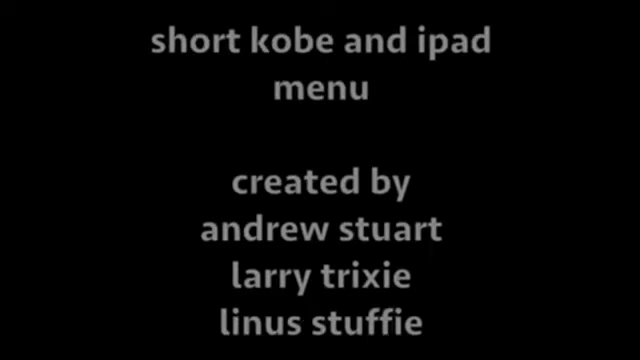 short kobe and ipad
menu
created by
andrew stuart
larry trixie
linus stuffie